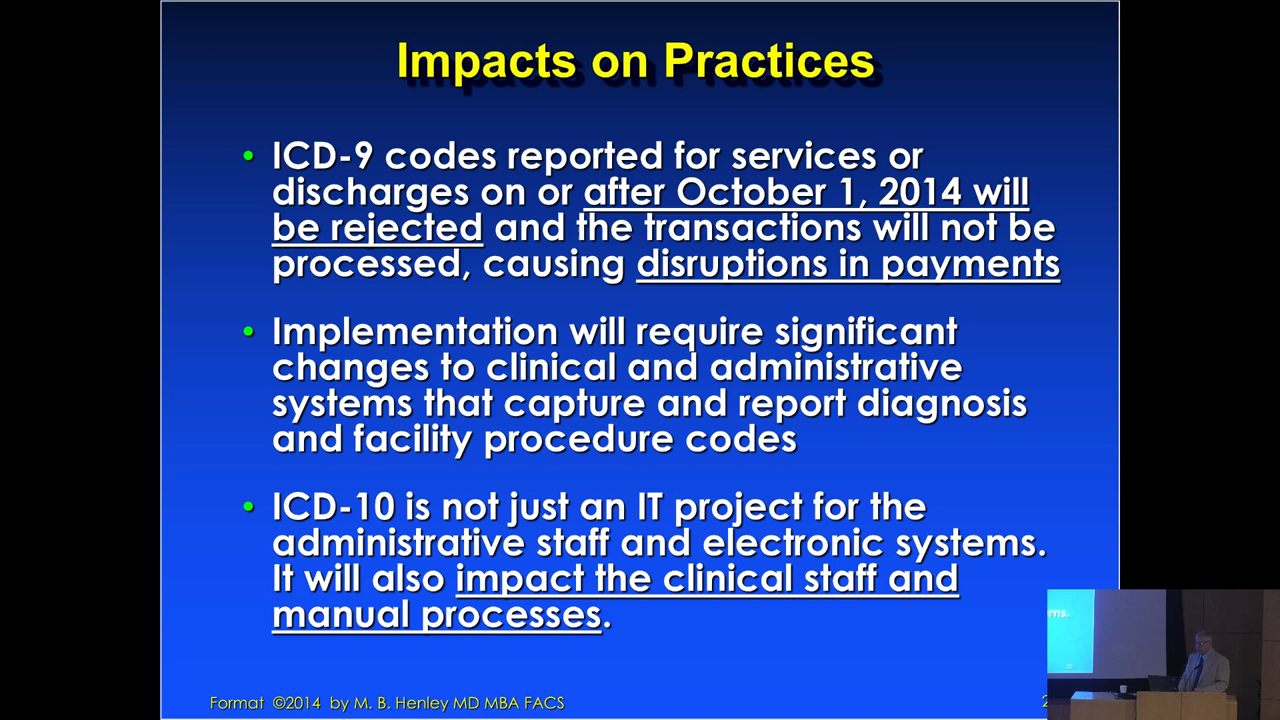 Impacts on Practices
• ICD-9 codes reported for services or
discharges on or after October 1, 2014 will
be rejected and the transactions will not be
processed, causing disruptions in payments
• Implementation will require significant
changes to clinical and administrative
systems that capture and report diagnosis
and facility procedure codes
• ICD-10 is not just an IT project for the
administrative staff and electronic systems.
It will also impact the clinical staff and
manual processes.
Format ©2014 by M. B. Henley MD MBA FACS